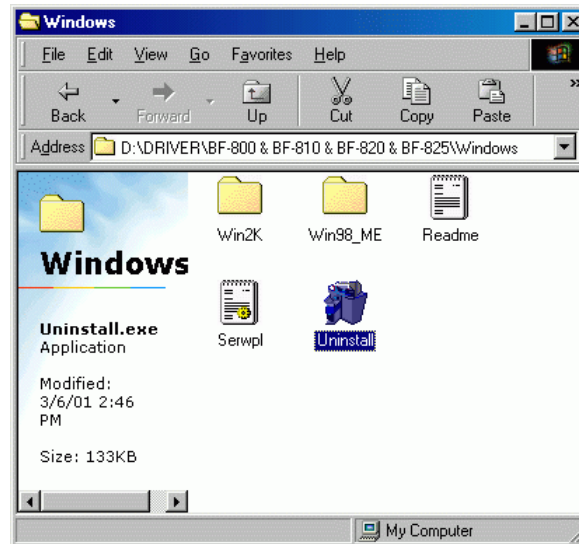 Windows
File Edit View Go Favorites Help
Back Forward Up Cut Copy Paste »
Address D:\DRIVER\BF-800 & BF-810 & BF-820 & BF-825\Windows
Windows
Uninstall.exe
Application
Modified:
3/6/01 2:46
PM
Size: 133KB
Win2K Win98_ME Readme
Serwpl Uninstall
My Computer